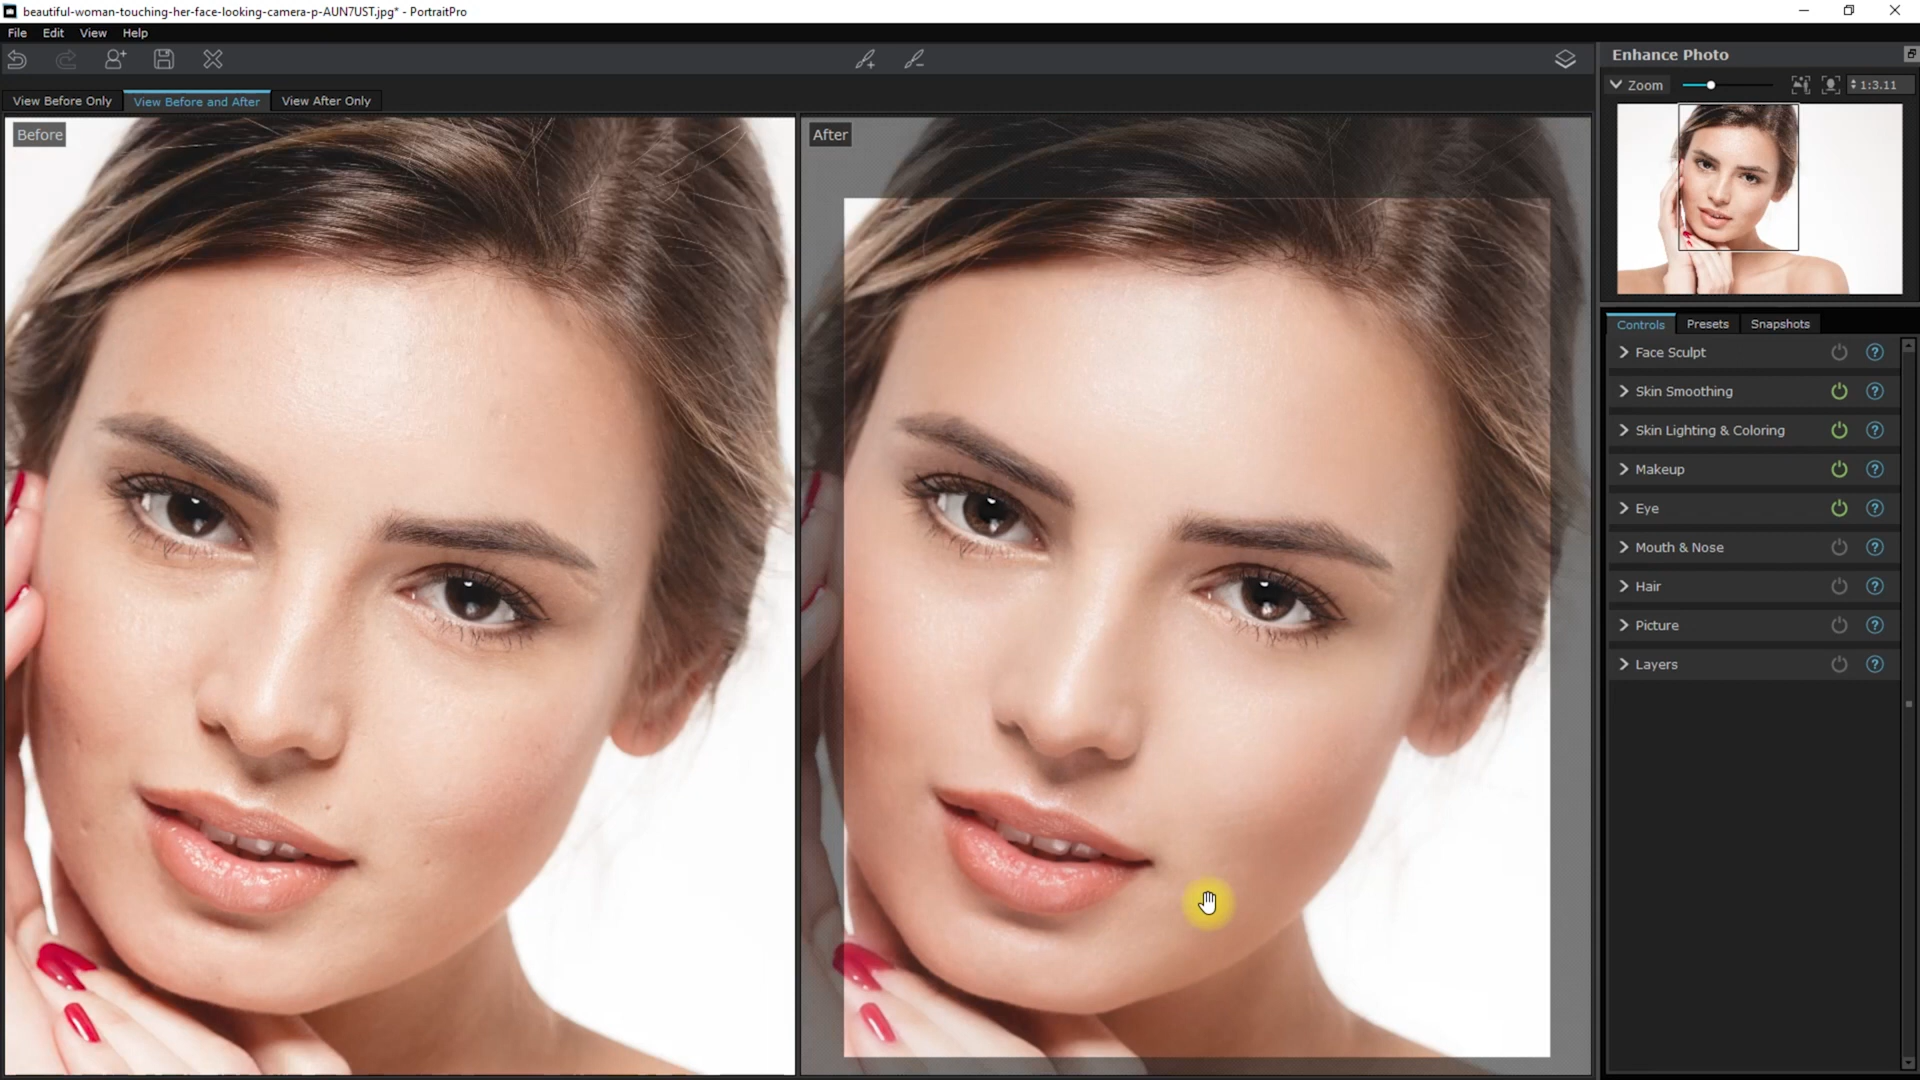 beautiful-woman-touching-her-face-looking-camera-p-AUN7UST.jpg* - PortraitPro
File Edit View Help
Enhance Photo
Zoom 1:3.11
View Before Only View Before and After View After Only
Before
After
Controls Presets Snapshots
Face Sculpt ?
Skin Smoothing ?
Skin Lighting & Coloring ?
Makeup ?
Eye ?
Mouth & Nose ?
Hair ?
Picture ?
Layers ?